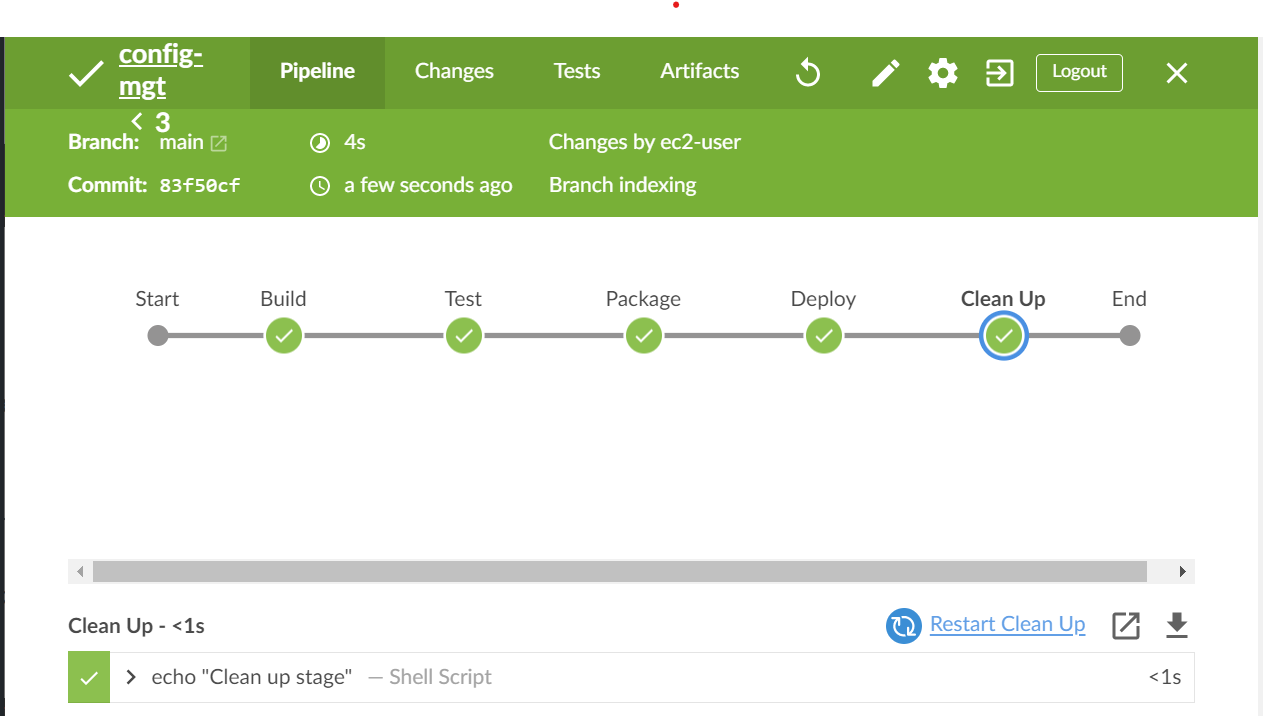 config-
mgt
Pipeline
Changes
Tests
Artifacts
Logout
< 3
Branch: main
4s
Changes by ec2-user
Commit: 83f50cf
a few seconds ago
Branch indexing
Start
Build
Test
Package
Deploy
Clean Up
End
Clean Up - <1s
Restart Clean Up
echo "Clean up stage" — Shell Script
<1s